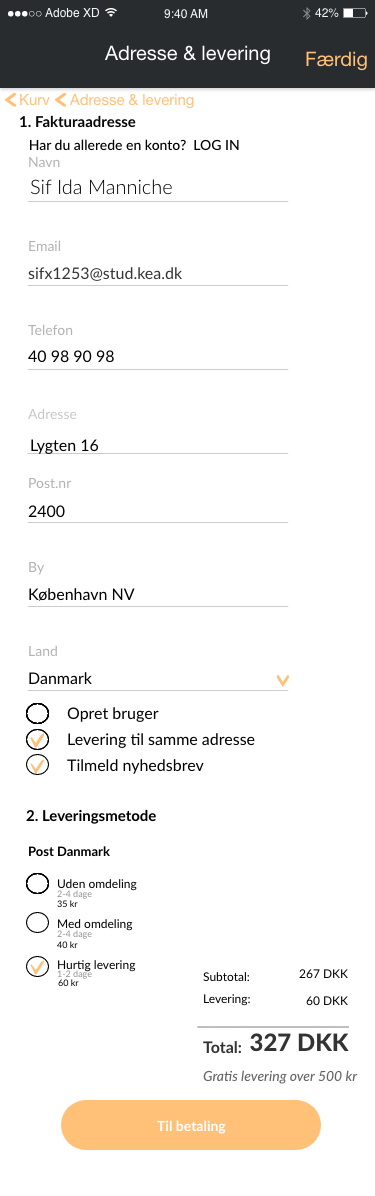 Adobe XD 9:40 AM 42%
Adresse & levering Færdig
Kurv Adresse & levering
1. Fakturaadresse
Har du allerede en konto? LOG IN
Navn
Sif Ida Manniche
Email
sifx1253@stud.kea.dk
Telefon
40 98 90 98
Adresse
Lygten 16
Post.nr
2400
By
København NV
Land
Danmark
Opret bruger
Levering til samme adresse
Tilmeld nyhedsbrev
2. Leveringsmetode
Post Danmark
Uden omdeling
2-4 dage
35 kr
Med omdeling
2-4 dage
40 kr
Hurtig levering
1-2 dage
60 kr
Subtotal: 267 DKK
Levering: 60 DKK
Total: 327 DKK
Gratis levering over 500 kr
Til betaling